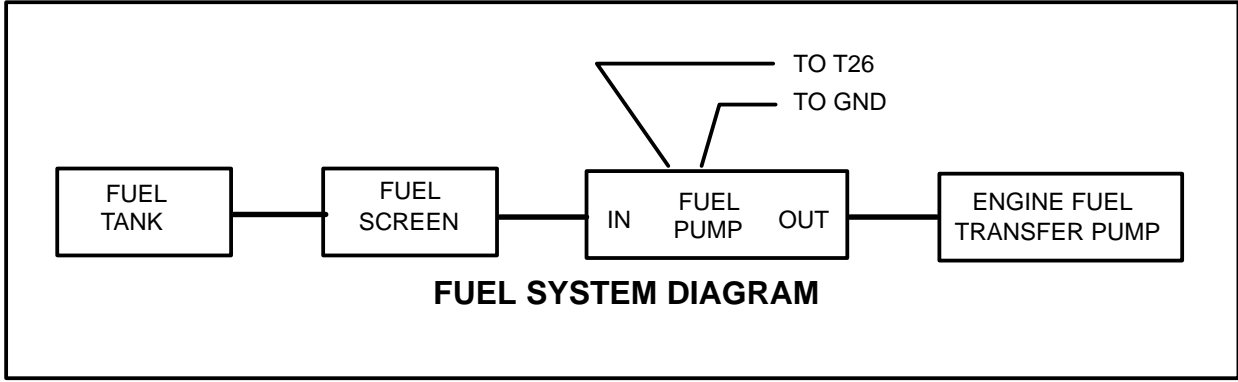 TO T26
TO GND
FUEL
TANK
FUEL
SCREEN
IN
FUEL
PUMP
OUT
ENGINE FUEL
TRANSFER PUMP
FUEL SYSTEM DIAGRAM